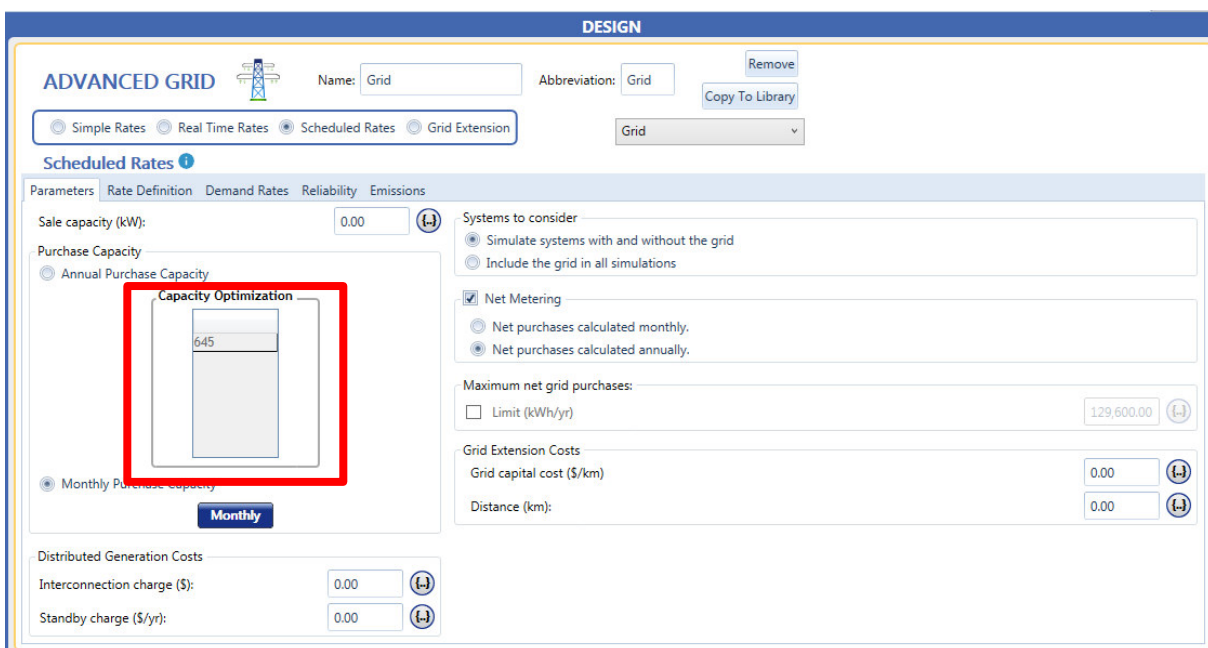 DESIGN
ADVANCED GRID
Name: Grid
Abbreviation: Grid
Remove
Copy To Library
Simple Rates Real Time Rates Scheduled Rates Grid Extension
Grid
Scheduled Rates
Parameters Rate Definition Demand Rates Reliability Emissions
Sale capacity (kW): 0.00 {..}
Purchase Capacity
Annual Purchase Capacity
Capacity Optimization
645
Monthly Purchase Capacity
Monthly
Distributed Generation Costs
Interconnection charge ($): 0.00 {..}
Standby charge ($/yr): 0.00 {..}
Systems to consider
Simulate systems with and without the grid
Include the grid in all simulations
Net Metering
Net purchases calculated monthly.
Net purchases calculated annually.
Maximum net grid purchases:
Limit (kWh/yr) 129,600.00 {..}
Grid Extension Costs
Grid capital cost ($/km) 0.00 {..}
Distance (km): 0.00 {..}